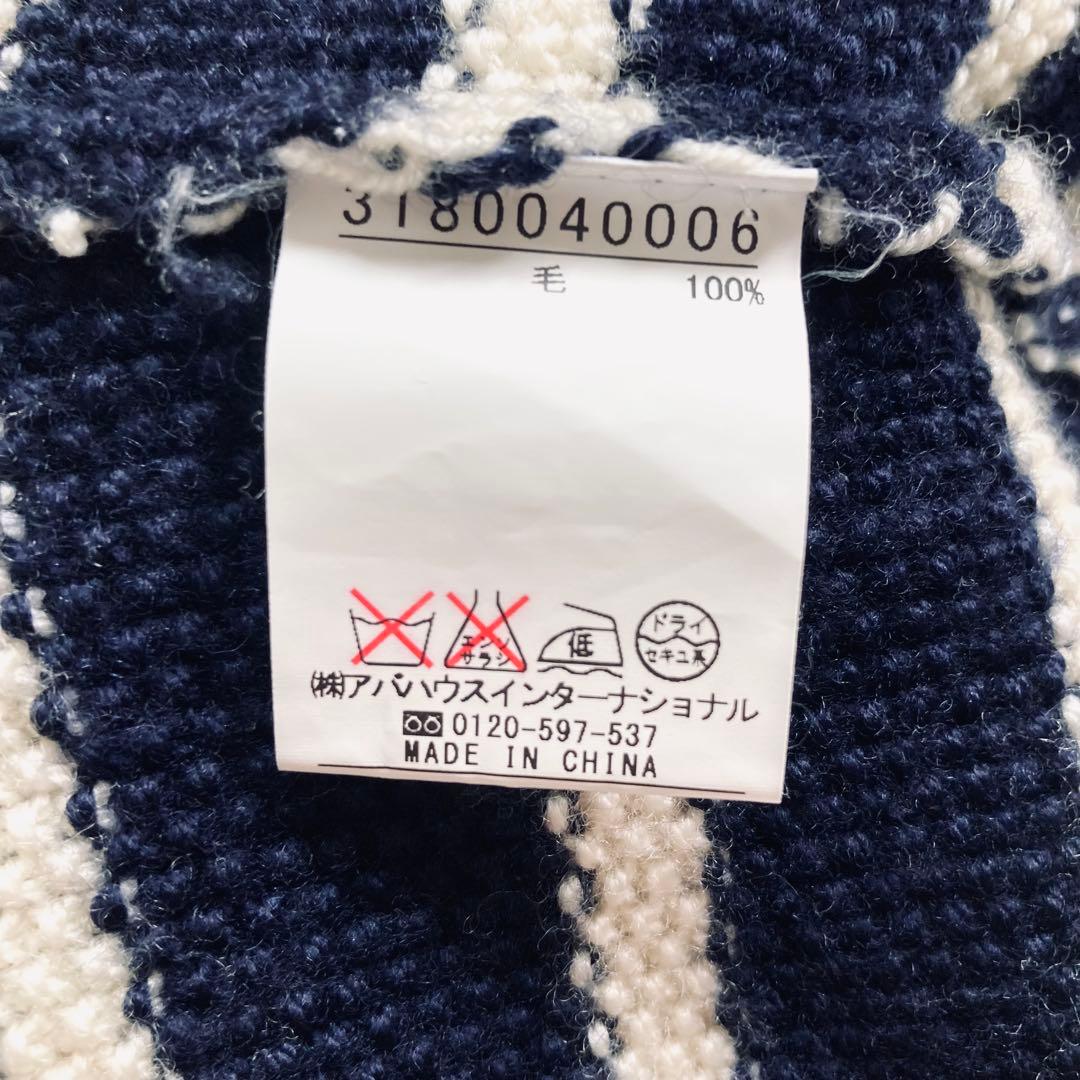 3180040006
毛 100%
エンソ
サラシ
低
ドライ
セキユ系
㈱アバハウスインターナショナル
0120-597-537
MADE IN CHINA